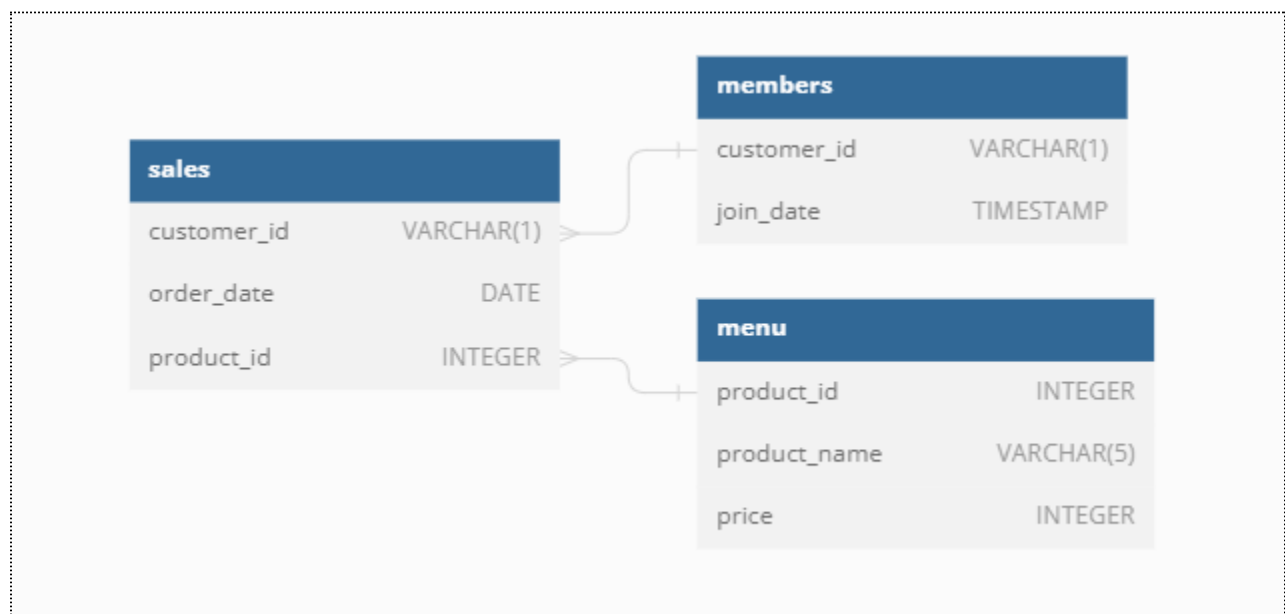 sales
customer_id VARCHAR(1)
order_date DATE
product_id INTEGER
members
customer_id VARCHAR(1)
join_date TIMESTAMP
menu
product_id INTEGER
product_name VARCHAR(5)
price INTEGER